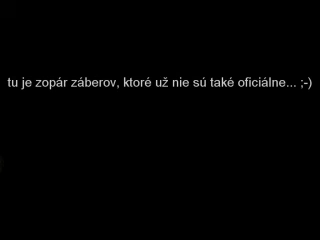 tu je zopár záberov, ktoré už nie sú také oficiálne... ;-)